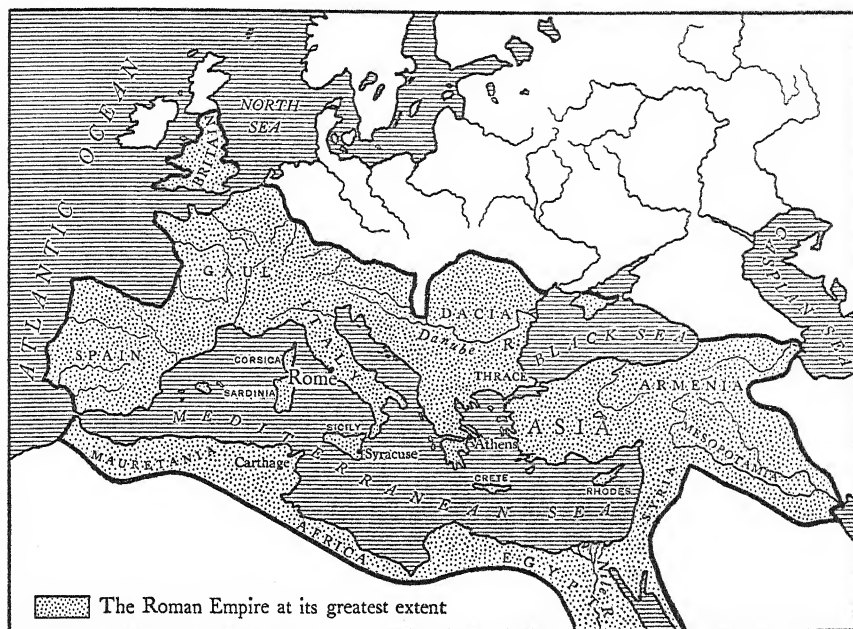 ATLANTIC OCEAN
NORTH SEA
BRITAIN
GAUL
SPAIN
ITALY
CORSICA
Rome
SARDINIA
SICILY
Syracuse
MEDITERRANEAN SEA
MAURETANIA
Carthage
AFRICA
EGYPT
Nile R.
DACIA
Danube R.
THRACE
BLACK SEA
CASPIAN SEA
ARMENIA
ASIA
MESOPOTAMIA
SYRIA
Athens
CRETE
RHODES
The Roman Empire at its greatest extent